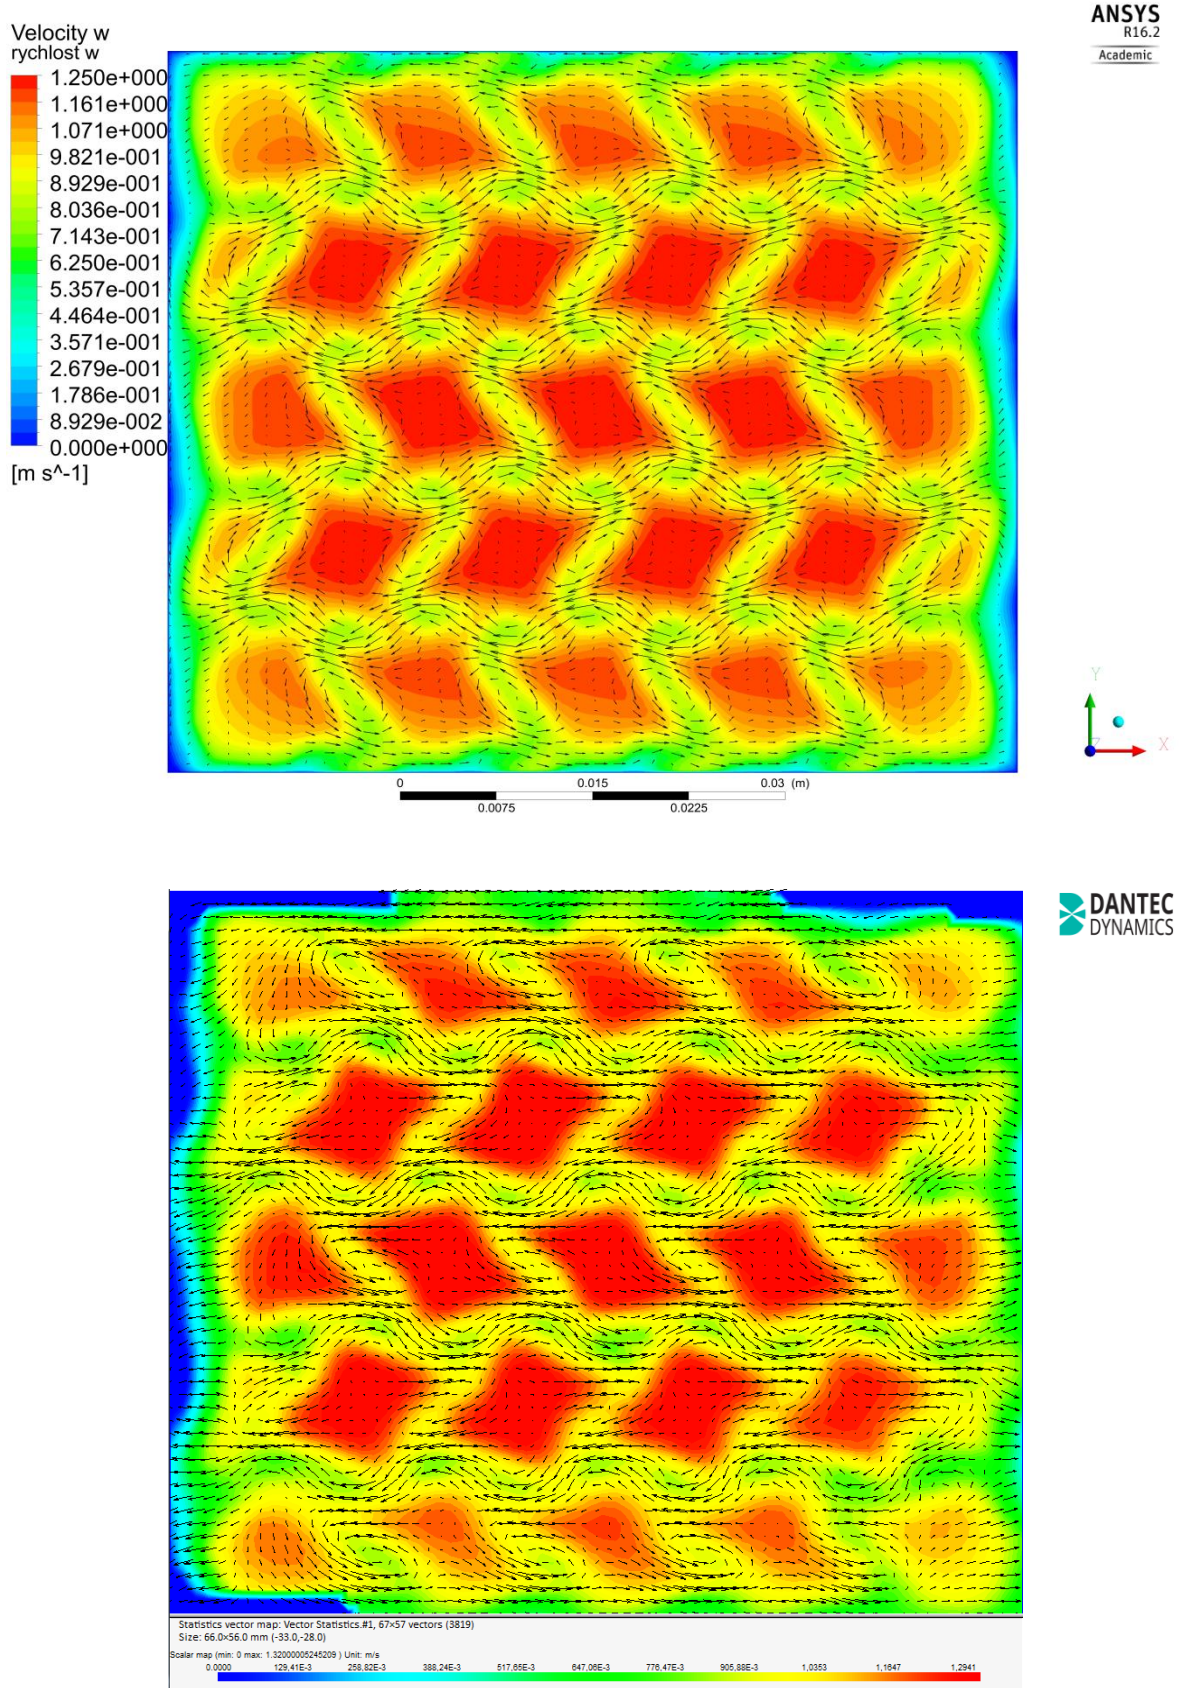 ANSYS
R16.2
Academic
Velocity w
rychlost w
1.250e+000
1.161e+000
1.071e+000
9.821e-001
8.929e-001
8.036e-001
7.143e-001
6.250e-001
5.357e-001
4.464e-001
3.571e-001
2.679e-001
1.786e-001
8.929e-002
0.000e+000
[m s^-1]
Y
Z
X
0 0.015 0.03 (m)
0.0075 0.0225
DANTEC
DYNAMICS
Statistics vector map: Vector Statistics.#1, 67×57 vectors (3819)
Size: 66.0×56.0 mm (-33.0,-28.0)
Scalar map (min: 0 max: 1.32000005245209 ) Unit: m/s
0.0000 129,41E-3 258,82E-3 388,24E-3 517,65E-3 647,06E-3 776,47E-3 905,88E-3 1,0353 1,1647 1,2941